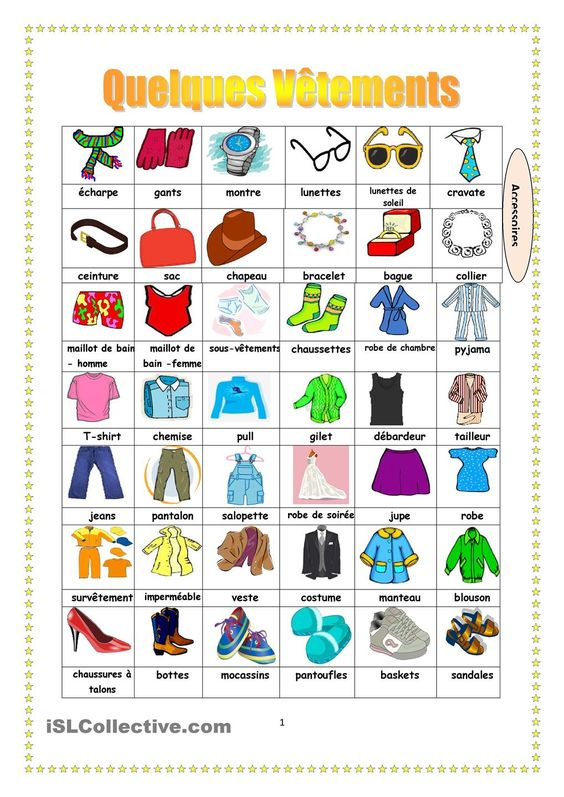 Quelques Vêtements
écharpe gants montre lunettes lunettes de soleil cravate
Accessoires
ceinture sac chapeau bracelet bague collier
maillot de bain - homme maillot de bain -femme sous-vêtements chaussettes robe de chambre pyjama
T-shirt chemise pull gilet débardeur tailleur
jeans pantalon salopette robe de soirée jupe robe
survêtement imperméable veste costume manteau blouson
chaussures à talons bottes mocassins pantoufles baskets sandales
iSLCollective.com
1